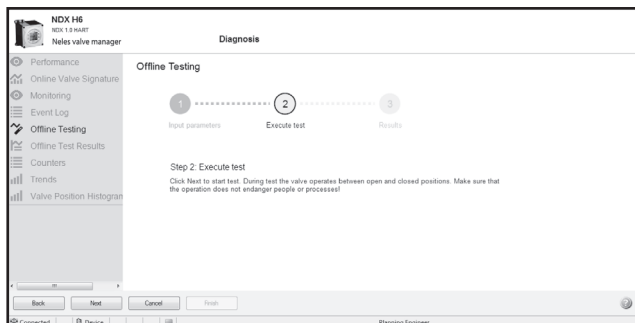 NDX H6
NDX 1.0 HART
Neles valve manager
Diagnosis
Performance
Online Valve Signature
Monitoring
Event Log
Offline Testing
Offline Test Results
Counters
Trends
Valve Position Histogran
Offline Testing
1
2
3
Input parameters
Execute test
Results
Step 2: Execute test
Click Next to start test. During test the valve operates between open and closed positions. Make sure that
the operation does not endanger people or processes!
Back
Next
Cancel
Finish
Connected
Device
Planning Engineer